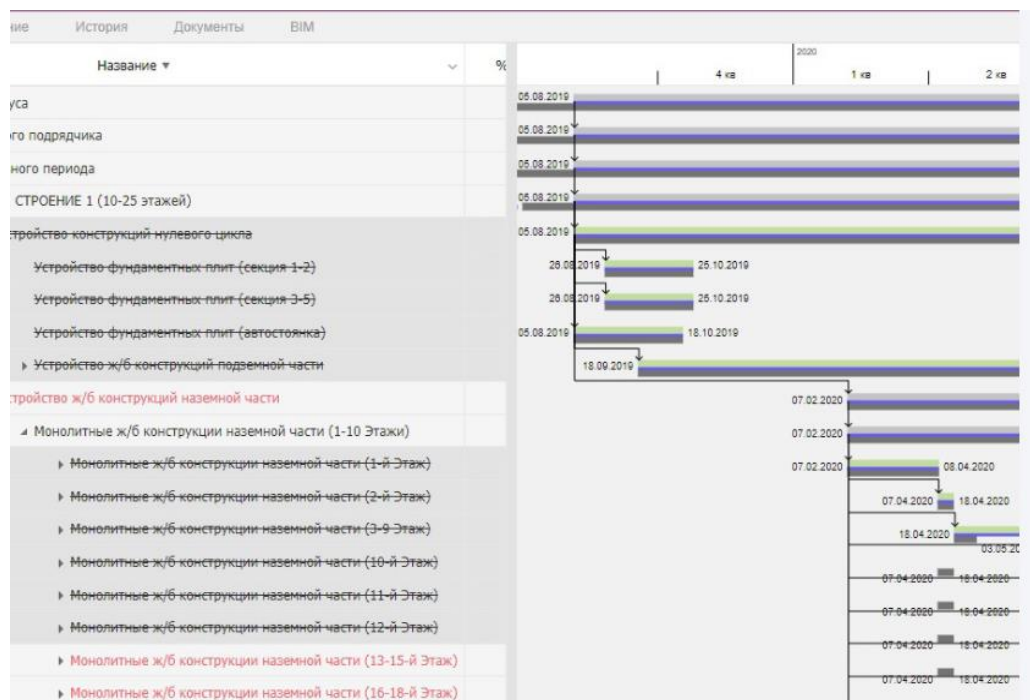 ние История Документы BIM
Название %
2020
4 кв 1 кв 2 кв
уса 05.08.2019
го подрядчика 05.08.2019
ного периода 05.08.2019
СТРОЕНИЕ 1 (10-25 этажей) 05.08.2019
тройство конструкций нулевого цикла 05.08.2019
Устройство фундаментных плит (секция 1-2) 26.08.2019 25.10.2019
Устройство фундаментных плит (секция 3-5) 26.08.2019 25.10.2019
Устройство фундаментных плит (автостоянка) 05.08.2019 18.10.2019
Устройство ж/б конструкций подземной части 18.09.2019
тройство ж/б конструкций наземной части 07.02.2020
Монолитные ж/б конструкции наземной части (1-10 Этажи) 07.02.2020
Монолитные ж/б конструкции наземной части (1-й Этаж) 07.02.2020 08.04.2020
Монолитные ж/б конструкции наземной части (2-й Этаж) 07.04.2020 18.04.2020
Монолитные ж/б конструкции наземной части (3-9 Этаж) 18.04.2020
03.05.20
Монолитные ж/б конструкции наземной части (10-й Этаж) 07.04.2020 18.04.2020
Монолитные ж/б конструкции наземной части (11-й Этаж) 07.04.2020 18.04.2020
Монолитные ж/б конструкции наземной части (12-й Этаж) 07.04.2020 18.04.2020
Монолитные ж/б конструкции наземной части (13-15-й Этаж) 07.04.2020 18.04.2020
Монолитные ж/б конструкции наземной части (16-18-й Этаж)